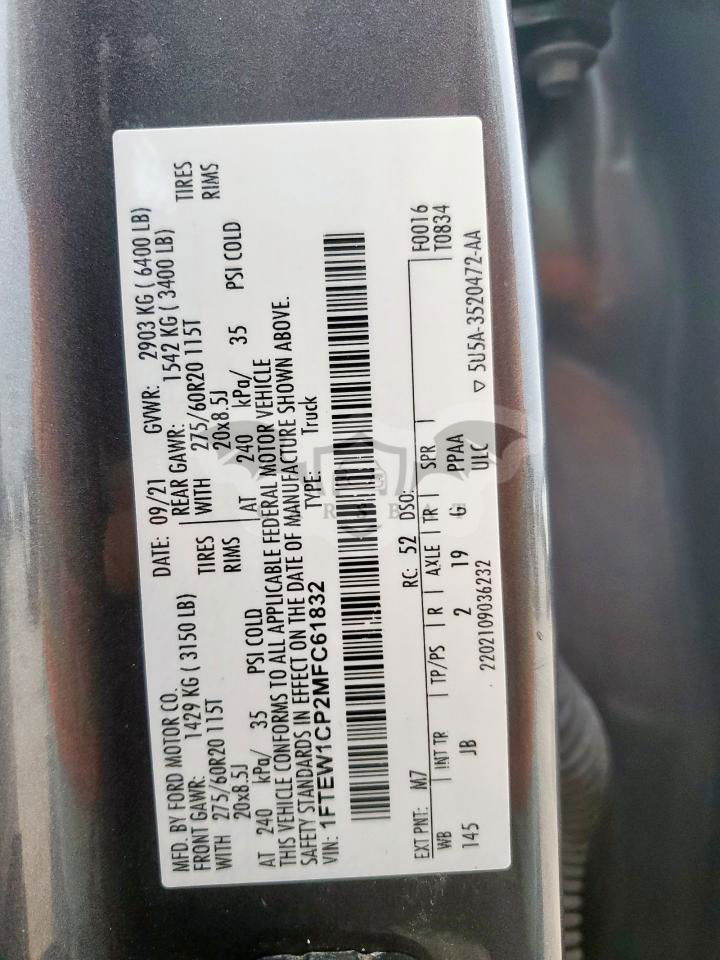 MFD. BY FORD MOTOR CO.
DATE: 09/21 GVWR: 2903 KG ( 6400 LB)
FRONT GAWR: 1429 KG ( 3150 LB) REAR GAWR: 1542 KG ( 3400 LB)
WITH 275/60R20 115T TIRES WITH 275/60R20 115T TIRES
20x8.5J RIMS 20x8.5J RIMS
AT 240 kPa/ 35 PSI COLD AT 240 kPa/ 35 PSI COLD
THIS VEHICLE CONFORMS TO ALL APPLICABLE FEDERAL MOTOR VEHICLE
SAFETY STANDARDS IN EFFECT ON THE DATE OF MANUFACTURE SHOWN ABOVE.
VIN: 1FTEW1CP2MFC61832 TYPE: Truck
EXT PNT: M7 RC: 52 DSO: F0016
WB INT TR TP/PS R AXLE TR SPR T0834
145 JB 2 19 G PPAA
2202109036232 ULC ▽ 5U5A-3520472-AA